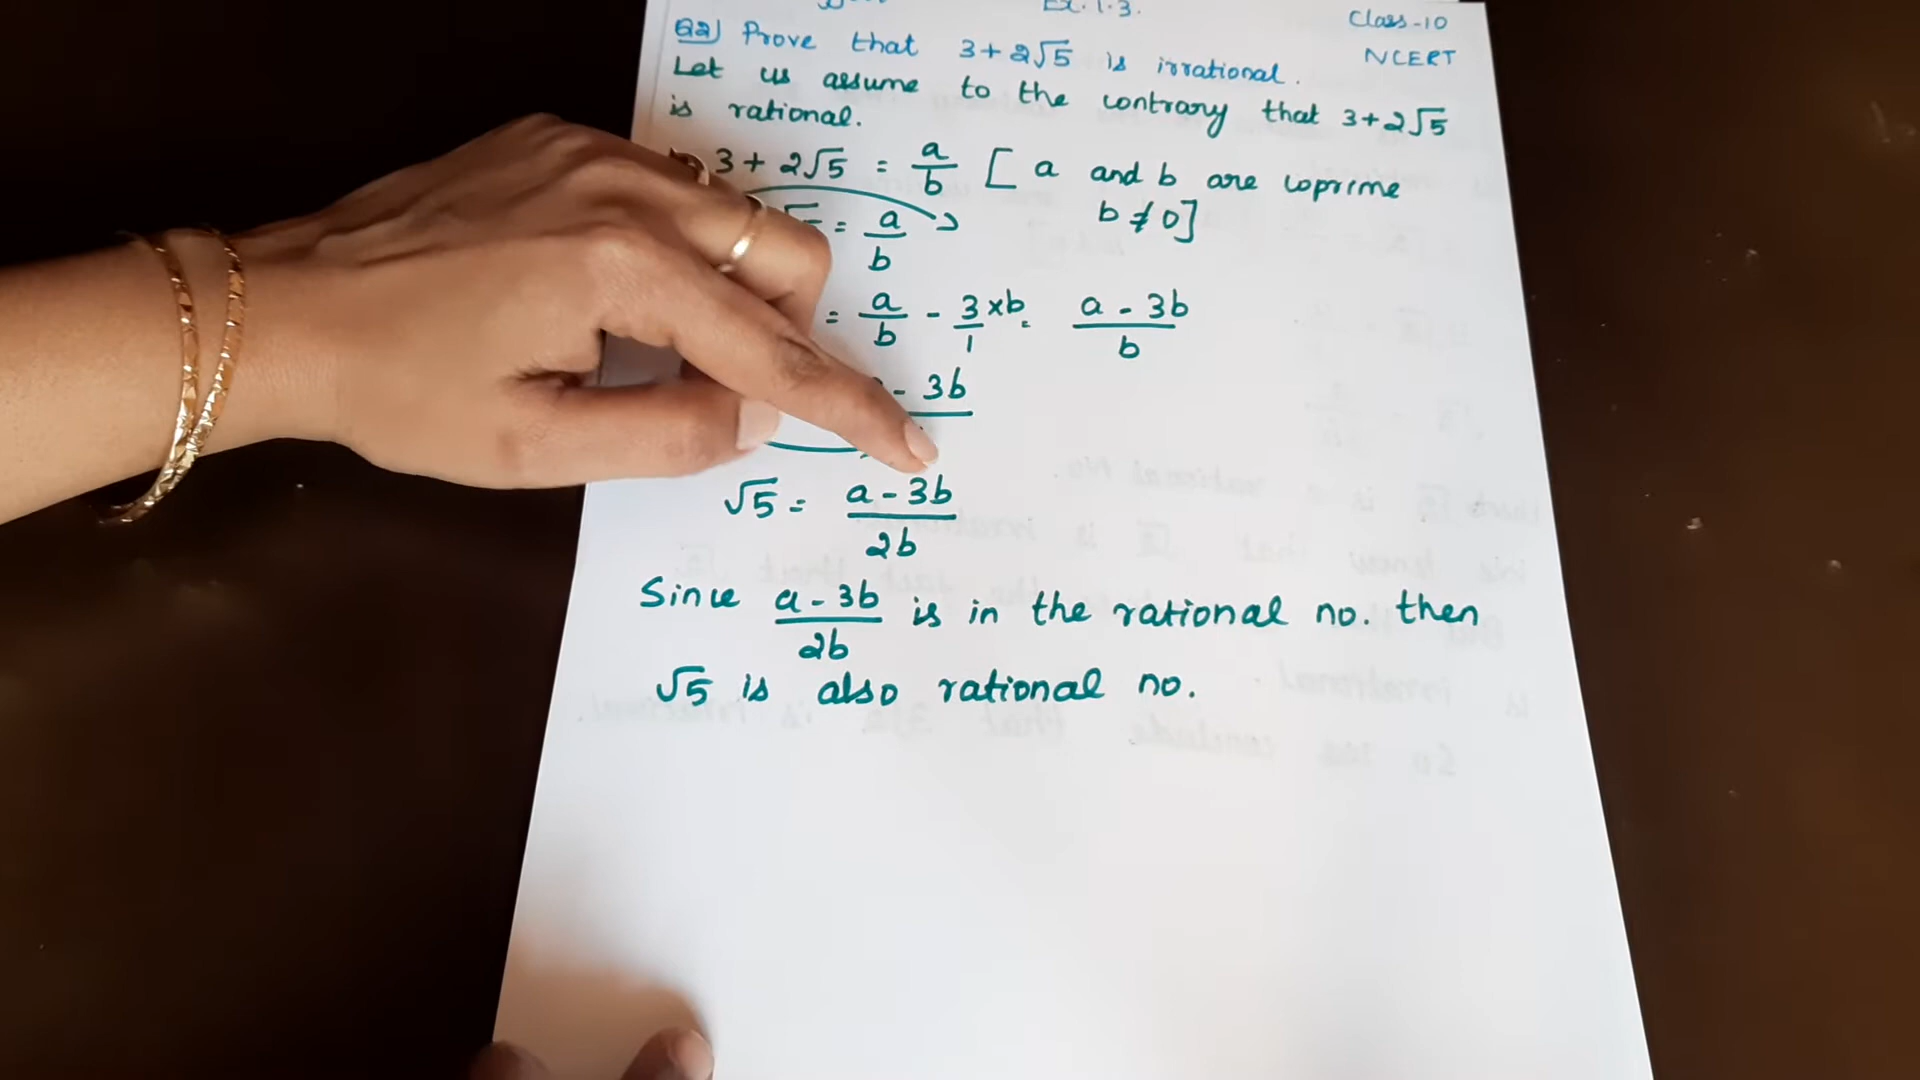 Ex. 1.3.
Class-10
NCERT
Q2) Prove that 3+2√5 is irrational.
Let us assume to the contrary that 3+2√5
is rational.
3 + 2√5 = a/b [ a and b are coprime
b ≠ 0]
= a/b
= a/b - 3/1 ×b = a - 3b/b
- 3b
√5 = a - 3b/2b
Since a - 3b/2b is in the rational no. then
√5 is also rational no.